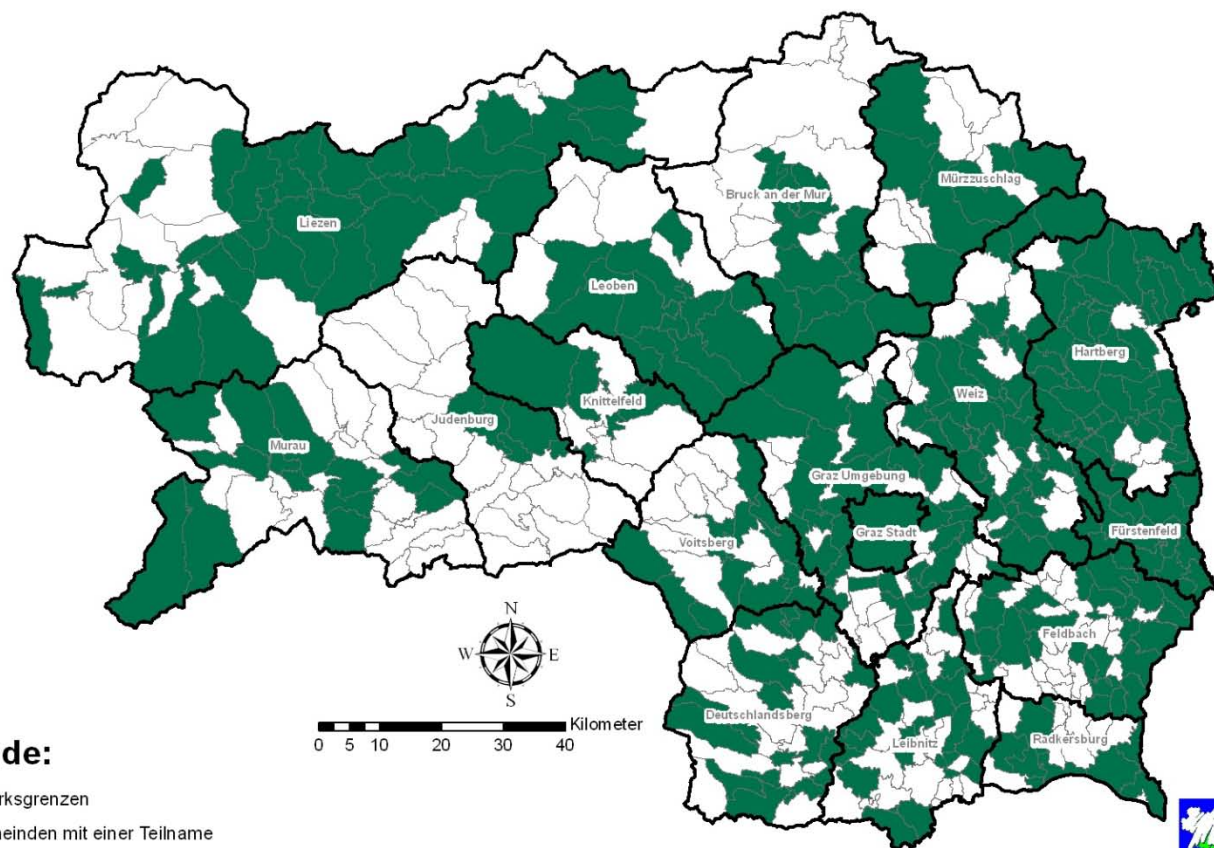 Mürzzuschlag
Bruck an der Mur
Liezen
Leoben
Hartberg
Weiz
Knittelfeld
Judenburg
Murau
Graz Umgebung
Graz Stadt
Fürstenfeld
Voitsberg
Feldbach
Deutschlandsberg
Leibnitz
Radkersburg
N
W E
S
Kilometer
0 5 10 20 30 40
de:
rksgrenzen
einden mit einer Teilname